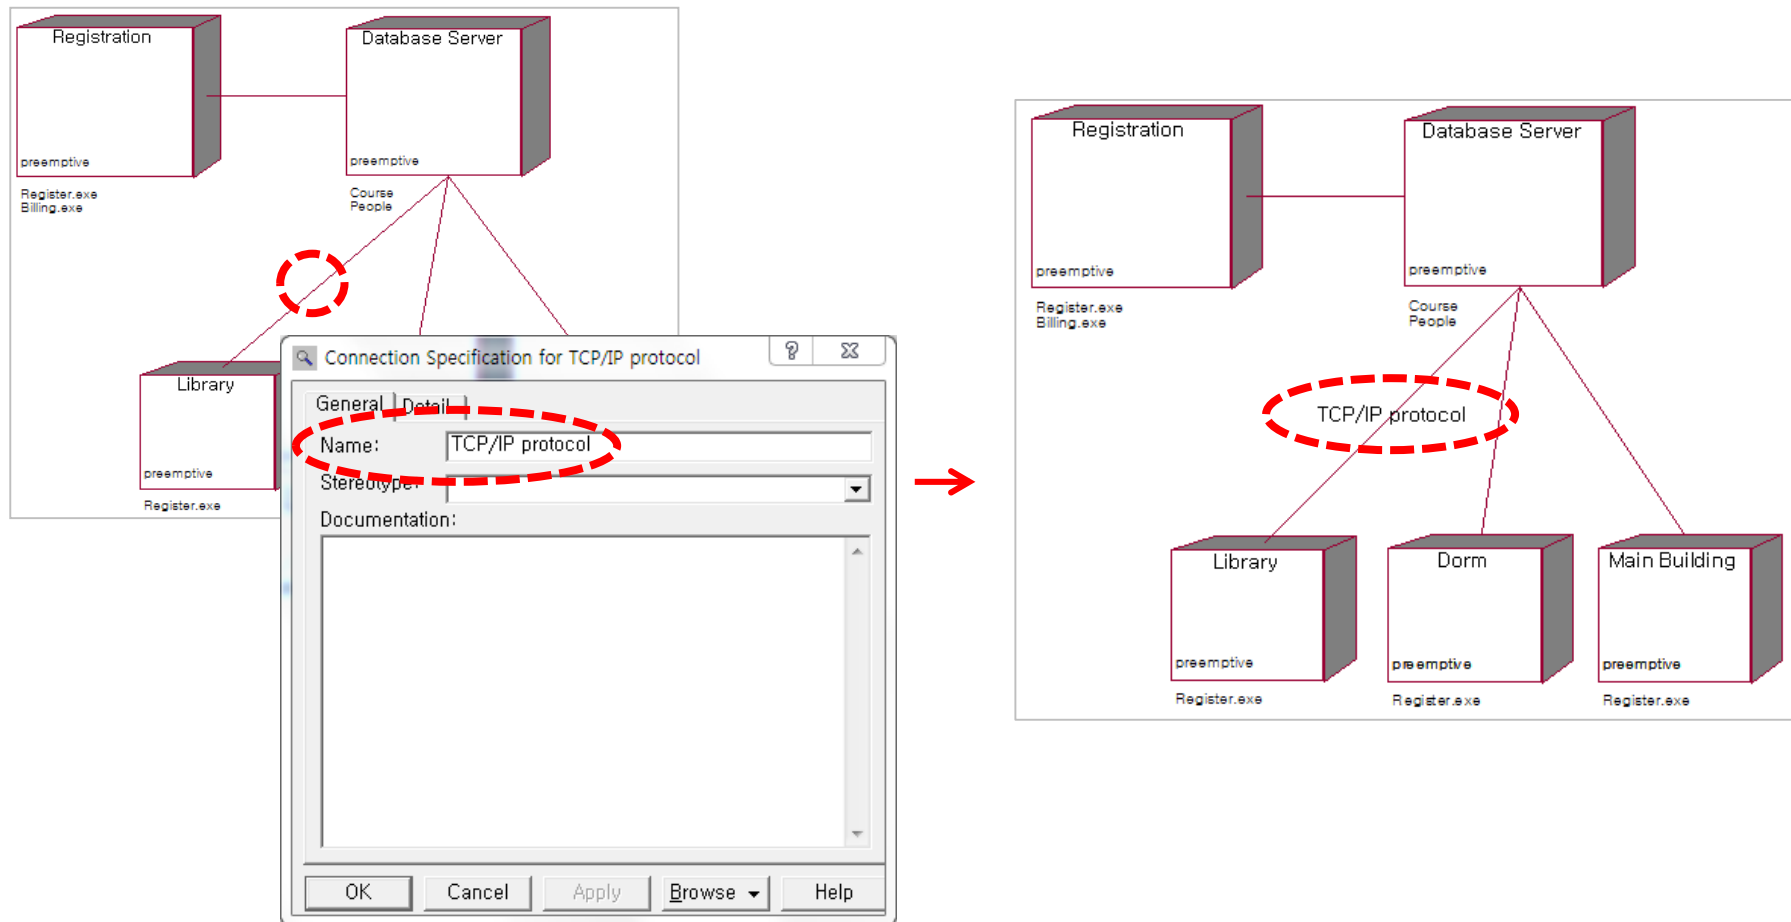 Registration
Database Server
preemptive
preemptive
Register.exe
Billing.exe
Course
People
Library
preemptive
Register.exe
Connection Specification for TCP/IP protocol
General
Detail
Name:
TCP/IP protocol
Stereotype:
Documentation:
OK
Cancel
Apply
Browse
Help
Registration
Database Server
preemptive
preemptive
Register.exe
Billing.exe
Course
People
TCP/IP protocol
Library
Dorm
Main Building
preemptive
preemptive
preemptive
Register.exe
Register.exe
Register.exe